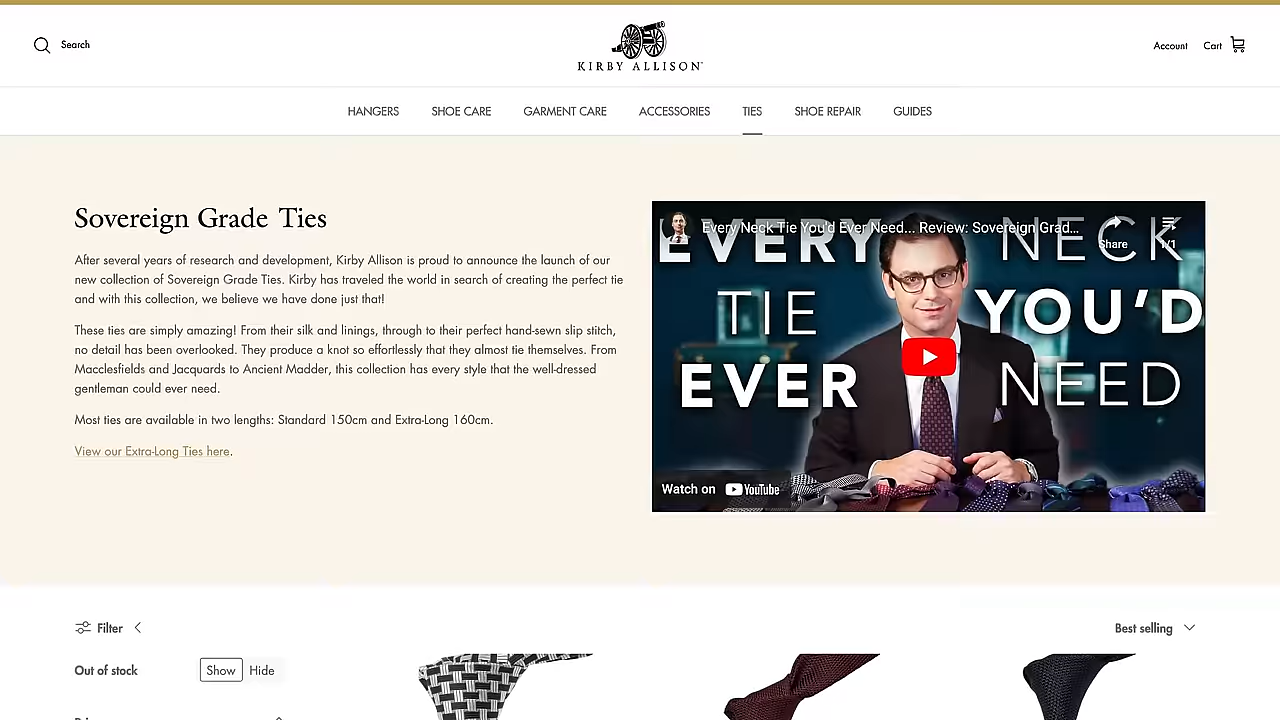 Search
KIRBY ALLISON
Account
Cart
HANGERS
SHOE CARE
GARMENT CARE
ACCESSORIES
TIES
SHOE REPAIR
GUIDES
Sovereign Grade Ties
After several years of research and development, Kirby Allison is proud to announce the launch of our
new collection of Sovereign Grade Ties. Kirby has traveled the world in search of creating the perfect tie
and with this collection, we believe we have done just that!
These ties are simply amazing! From their silk and linings, through to their perfect hand-sewn slip stitch,
no detail has been overlooked. They produce a knot so effortlessly that they almost tie themselves. From
Macclesfields and Jacquards to Ancient Madder, this collection has every style that the well-dressed
gentleman could ever need.
Most ties are available in two lengths: Standard 150cm and Extra-Long 160cm.
View our Extra-Long Ties here.
Every Neck Tie You'd Ever Need... Review: Sovereign Grad...
Share
1/1
EVERY NECK
TIE YOU'D
EVER NEED
Watch on YouTube
Filter
Best selling
Out of stock
Show
Hide